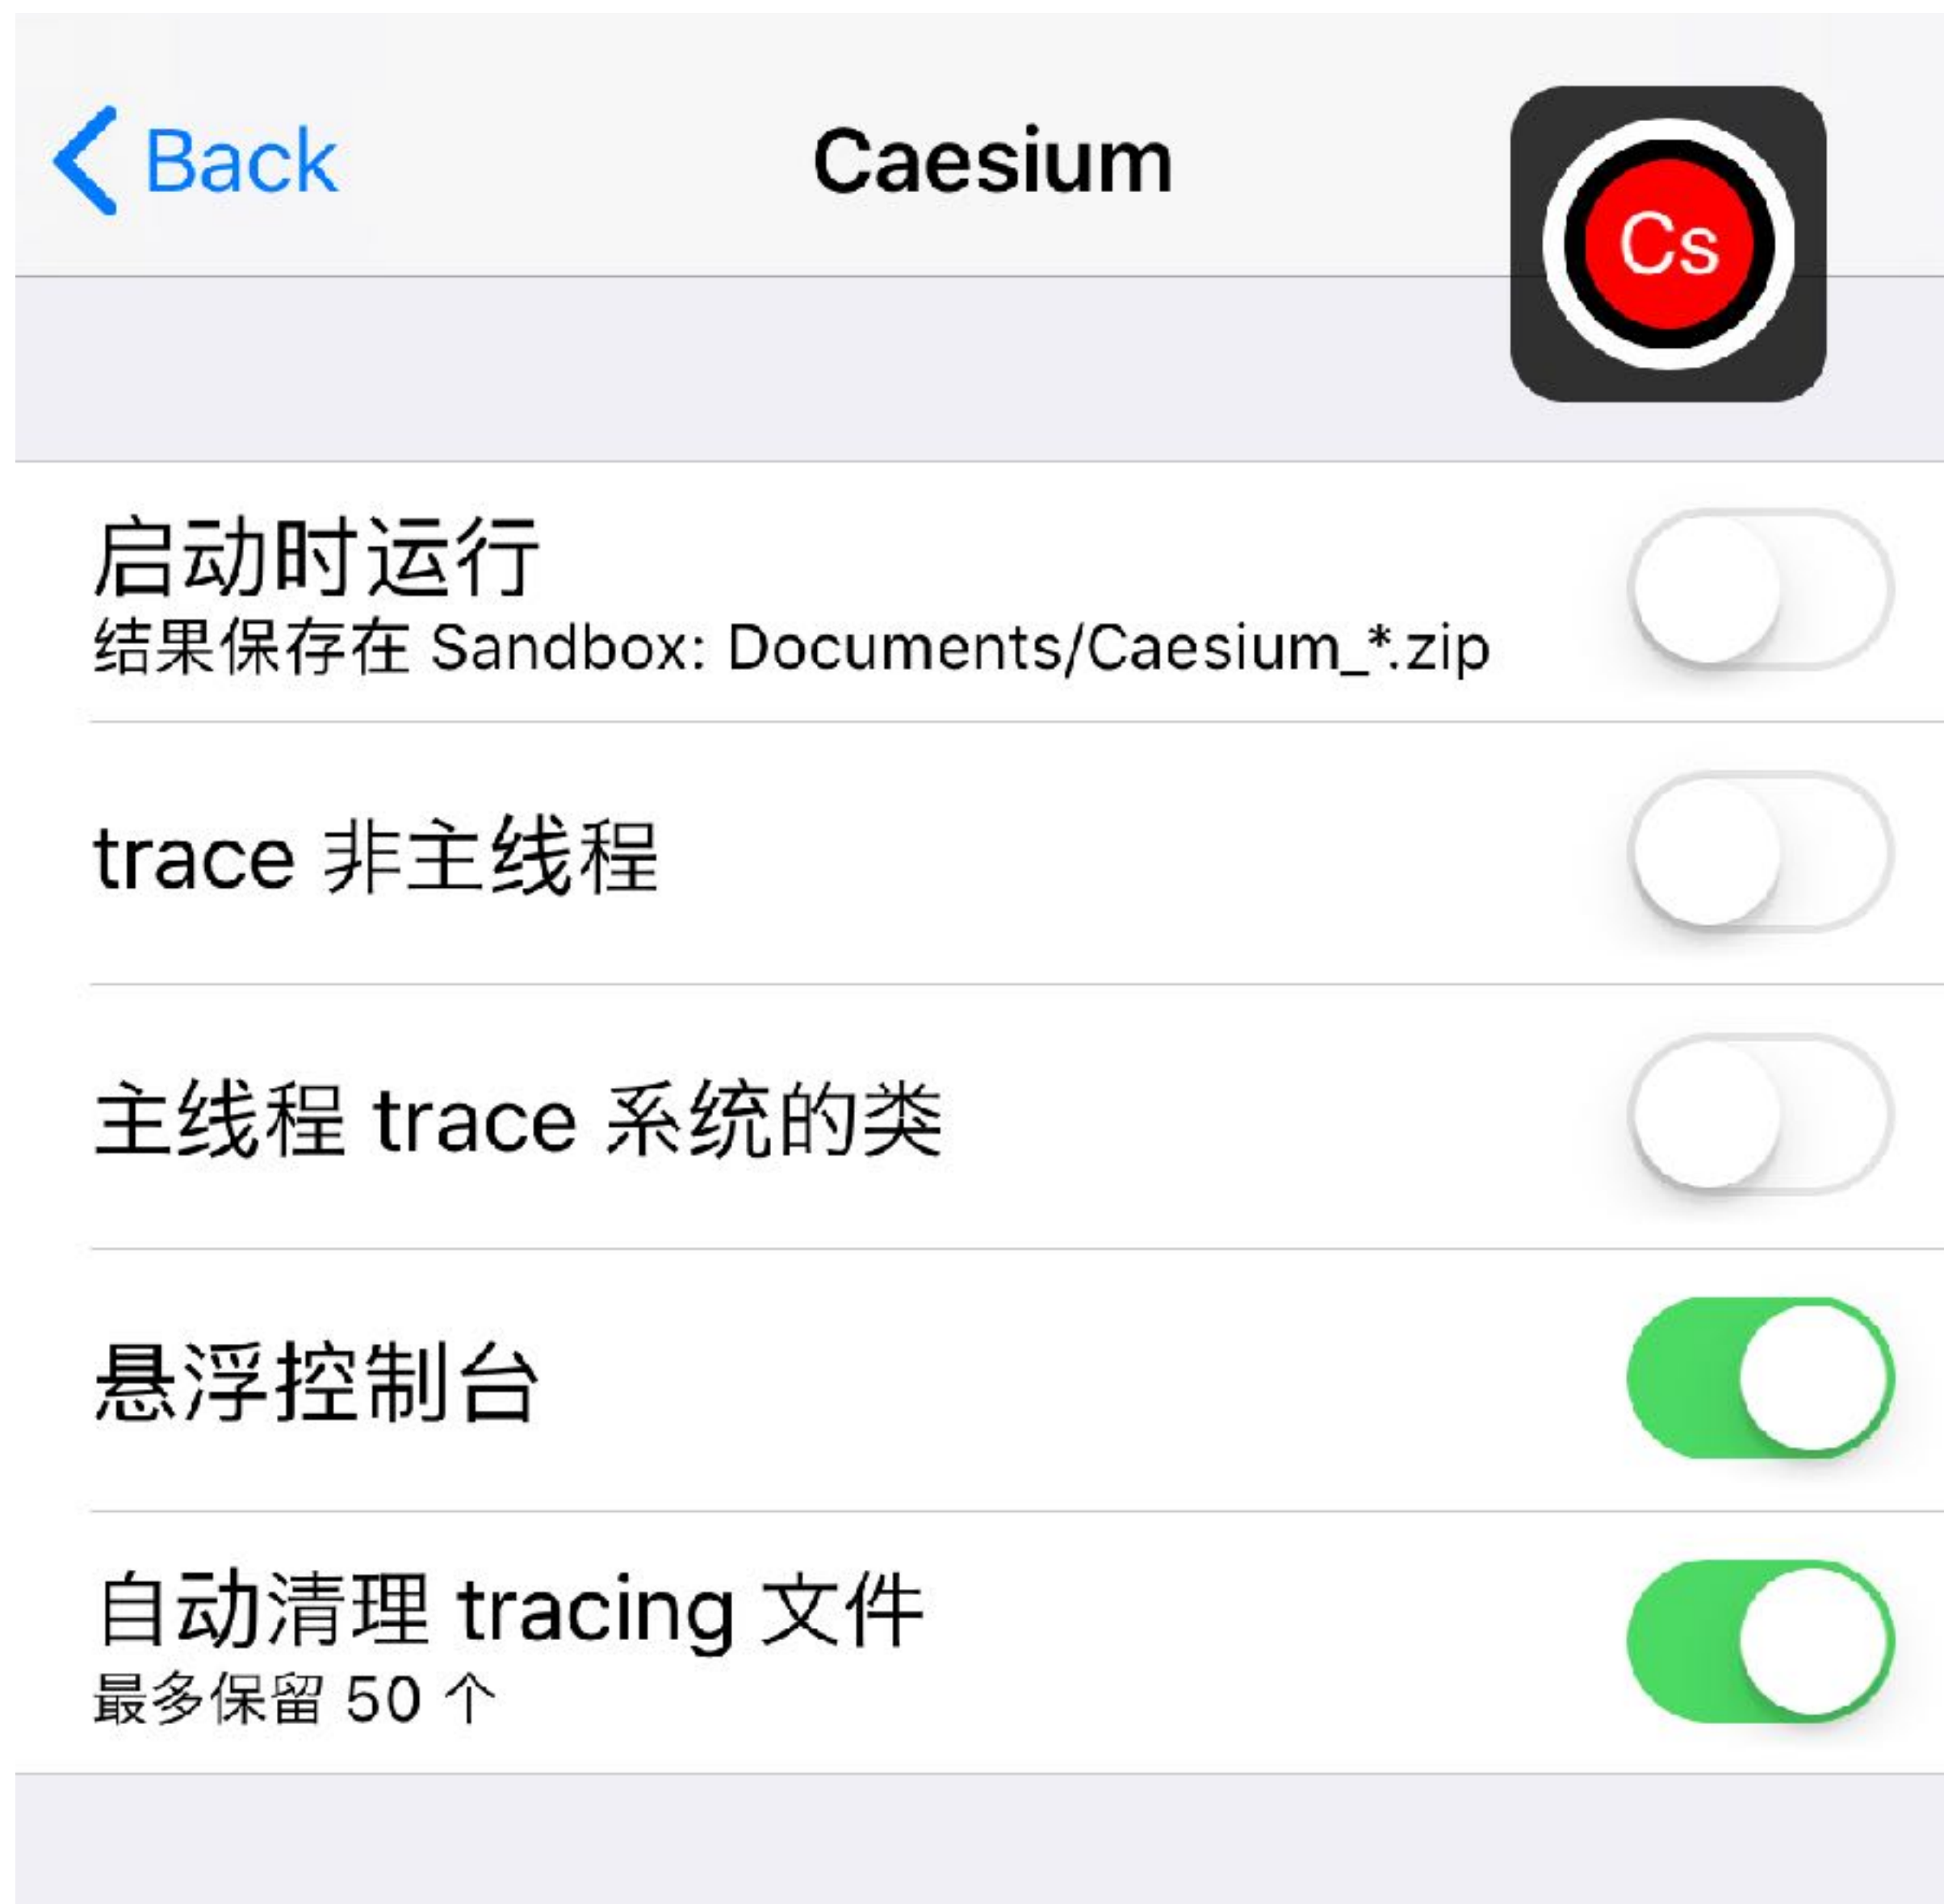 Back
Caesium
Cs
启动时运行
结果保存在 Sandbox: Documents/Caesium_*.zip
trace 非主线程
主线程 trace 系统的类
悬浮控制台
自动清理 tracing 文件
最多保留 50 个